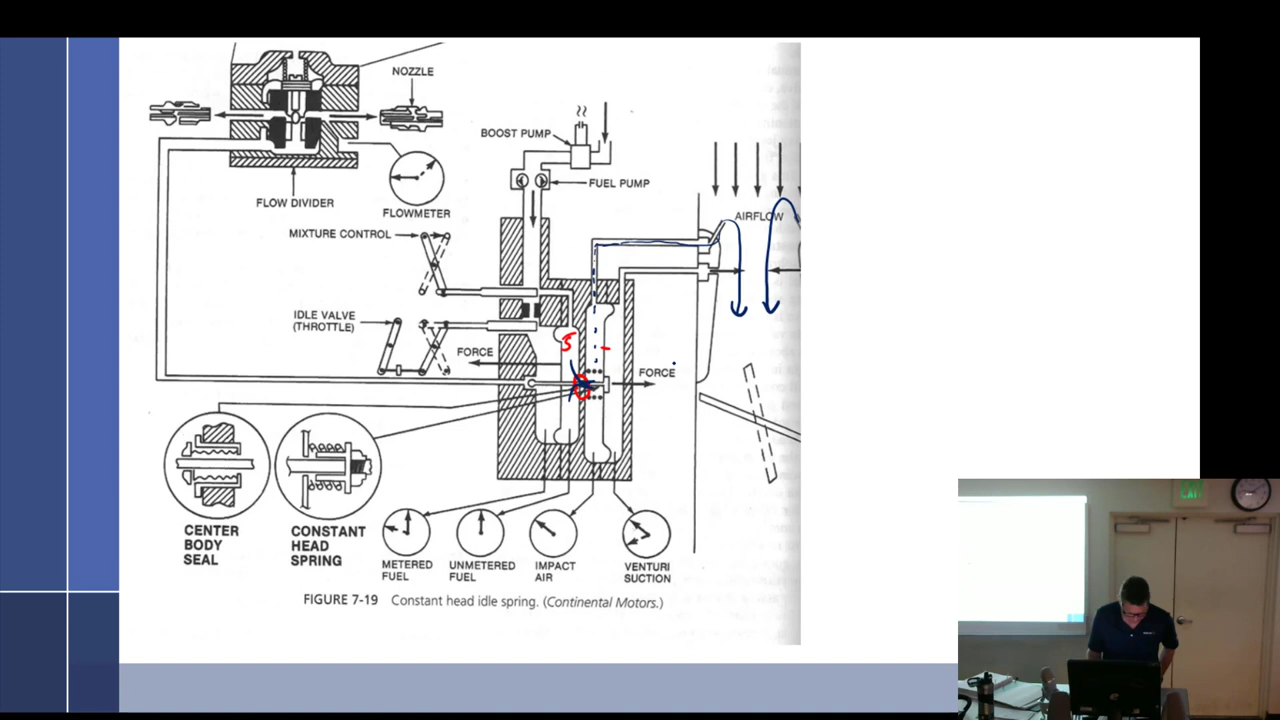 NOZZLE
BOOST PUMP
FUEL PUMP
FLOW DIVIDER
FLOWMETER
MIXTURE CONTROL
AIRFLOW
IDLE VALVE
(THROTTLE)
FORCE
FORCE
5
CENTER
BODY
SEAL
CONSTANT
HEAD
SPRING
METERED
FUEL
UNMETERED
FUEL
IMPACT
AIR
VENTURI
SUCTION
FIGURE 7-19 Constant head idle spring. (Continental Motors.)
EXIT